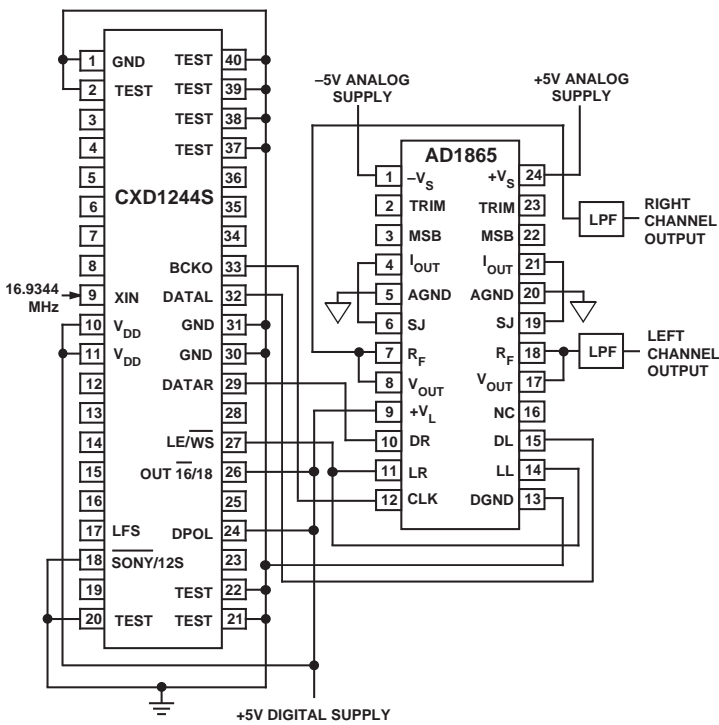 CXD1244S
1 GND
2 TEST
3
4
5
6
7
8
16.9344 MHz
9 XIN
10 VDD
11 VDD
12
13
14
15
16
17 LFS
18 S̅O̅N̅Y̅/12S
19
20 TEST
TEST 40
TEST 39
TEST 38
TEST 37
36
35
34
BCKO 33
DATAL 32
GND 31
GND 30
DATAR 29
28
LE/W̅S̅ 27
OUT 1̅6̅/18 26
25
DPOL 24
23
TEST 22
TEST 21
–5V ANALOG
SUPPLY
+5V ANALOG
SUPPLY
AD1865
1 –VS
2 TRIM
3 MSB
4 IOUT
5 AGND
6 SJ
7 RF
8 VOUT
9 +VL
10 DR
11 LR
12 CLK
+VS 24
TRIM 23
MSB 22
IOUT 21
AGND 20
SJ 19
RF 18
VOUT 17
NC 16
DL 15
LL 14
DGND 13
LPF
RIGHT
CHANNEL
OUTPUT
LPF
LEFT
CHANNEL
OUTPUT
+5V DIGITAL SUPPLY